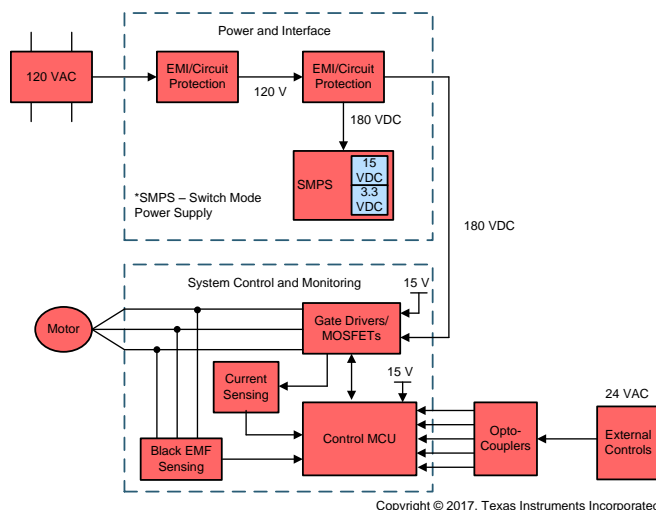 Power and Interface
120 VAC
EMI/Circuit
Protection
120 V
EMI/Circuit
Protection
180 VDC
SMPS
15
VDC
3.3
VDC
*SMPS – Switch Mode
Power Supply
180 VDC
System Control and Monitoring
15 V
Motor
Gate Drivers/
MOSFETs
Current
Sensing
15 V
Control MCU
Black EMF
Sensing
Opto-
Couplers
24 VAC
External
Controls
Copyright © 2017, Texas Instruments Incorporated